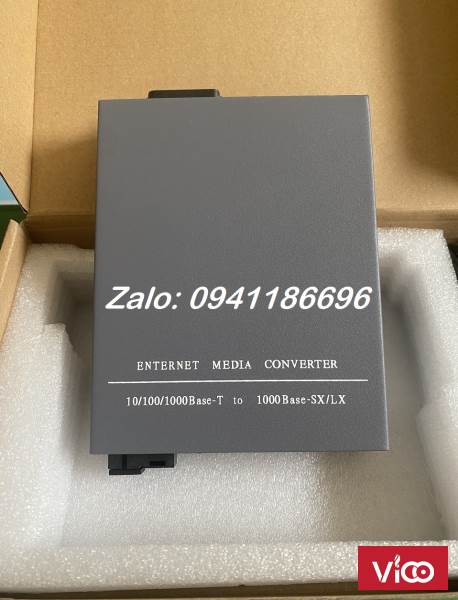 Zalo: 0941186696
ENTERNET MEDIA CONVERTER
10/100/1000Base-T to 1000Base-SX/LX
Vico